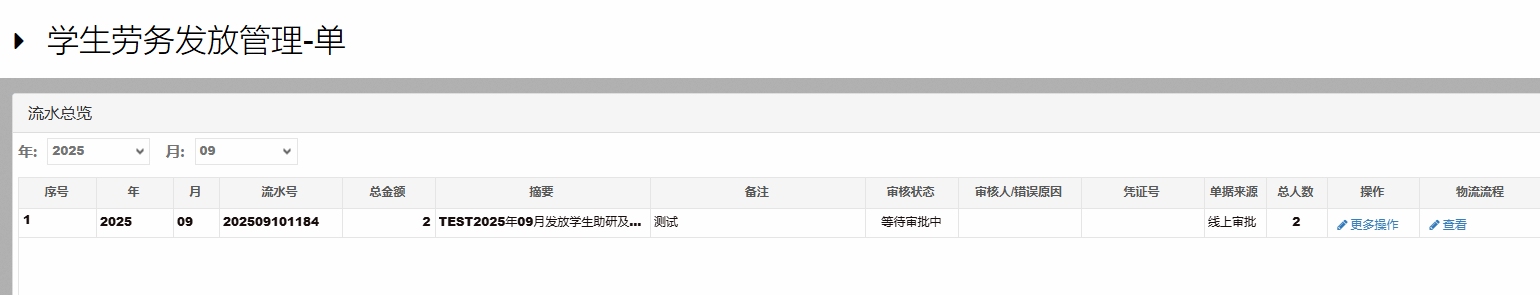 学生劳务发放管理-单
流水总览
年: 2025 月: 09
序号 年 月 流水号 总金额 摘要 备注 审核状态 审核人/错误原因 凭证号 单据来源 总人数 操作 物流流程
1 2025 09 202509101184 2 TEST2025年09月发放学生助研及... 测试 等待审批中 线上审批 2 更多操作 查看